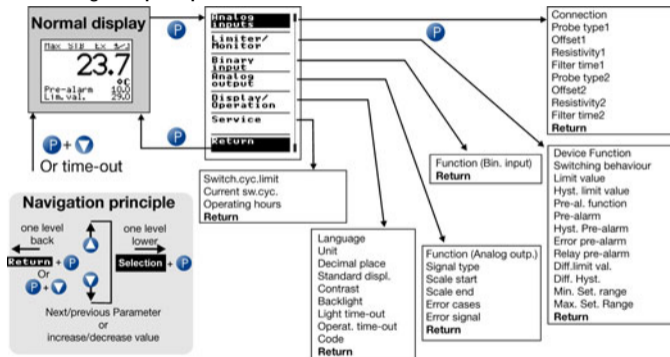 Normal display
Max STB Ex
23.7
°C
Pre-alarm 10.0
Lim.val. 29.0
P + 
Or time-out
P
P
Analog inputs
Limiter/
Monitor
Binary
input
Analog
output
Display/
Operation
Service
Return
P
Connection
Probe type1
Offset1
Resistivity1
Filter time1
Probe type2
Offset2
Resistivity2
Filter time2
Return
Device Function
Switching behaviour
Limit value
Hyst. limit value
Pre-al. function
Pre-alarm
Hyst. Pre-alarm
Error pre-alarm
Relay pre-alarm
Diff.limit val.
Diff. Hyst.
Min. Set. range
Max. Set. Range
Return
Function (Bin. input)
Return
Function (Analog outp.)
Signal type
Scale start
Scale end
Error cases
Error signal
Return
Language
Unit
Decimal place
Standard displ.
Contrast
Backlight
Light time-out
Operat. time-out
Code
Return
Switch.cyc.limit
Current sw.cyc.
Operating hours
Return
Navigation principle
one level
back
Return + P
Or
P +
one level
lower
Selection + P
Next/previous Parameter
or
increase/decrease value